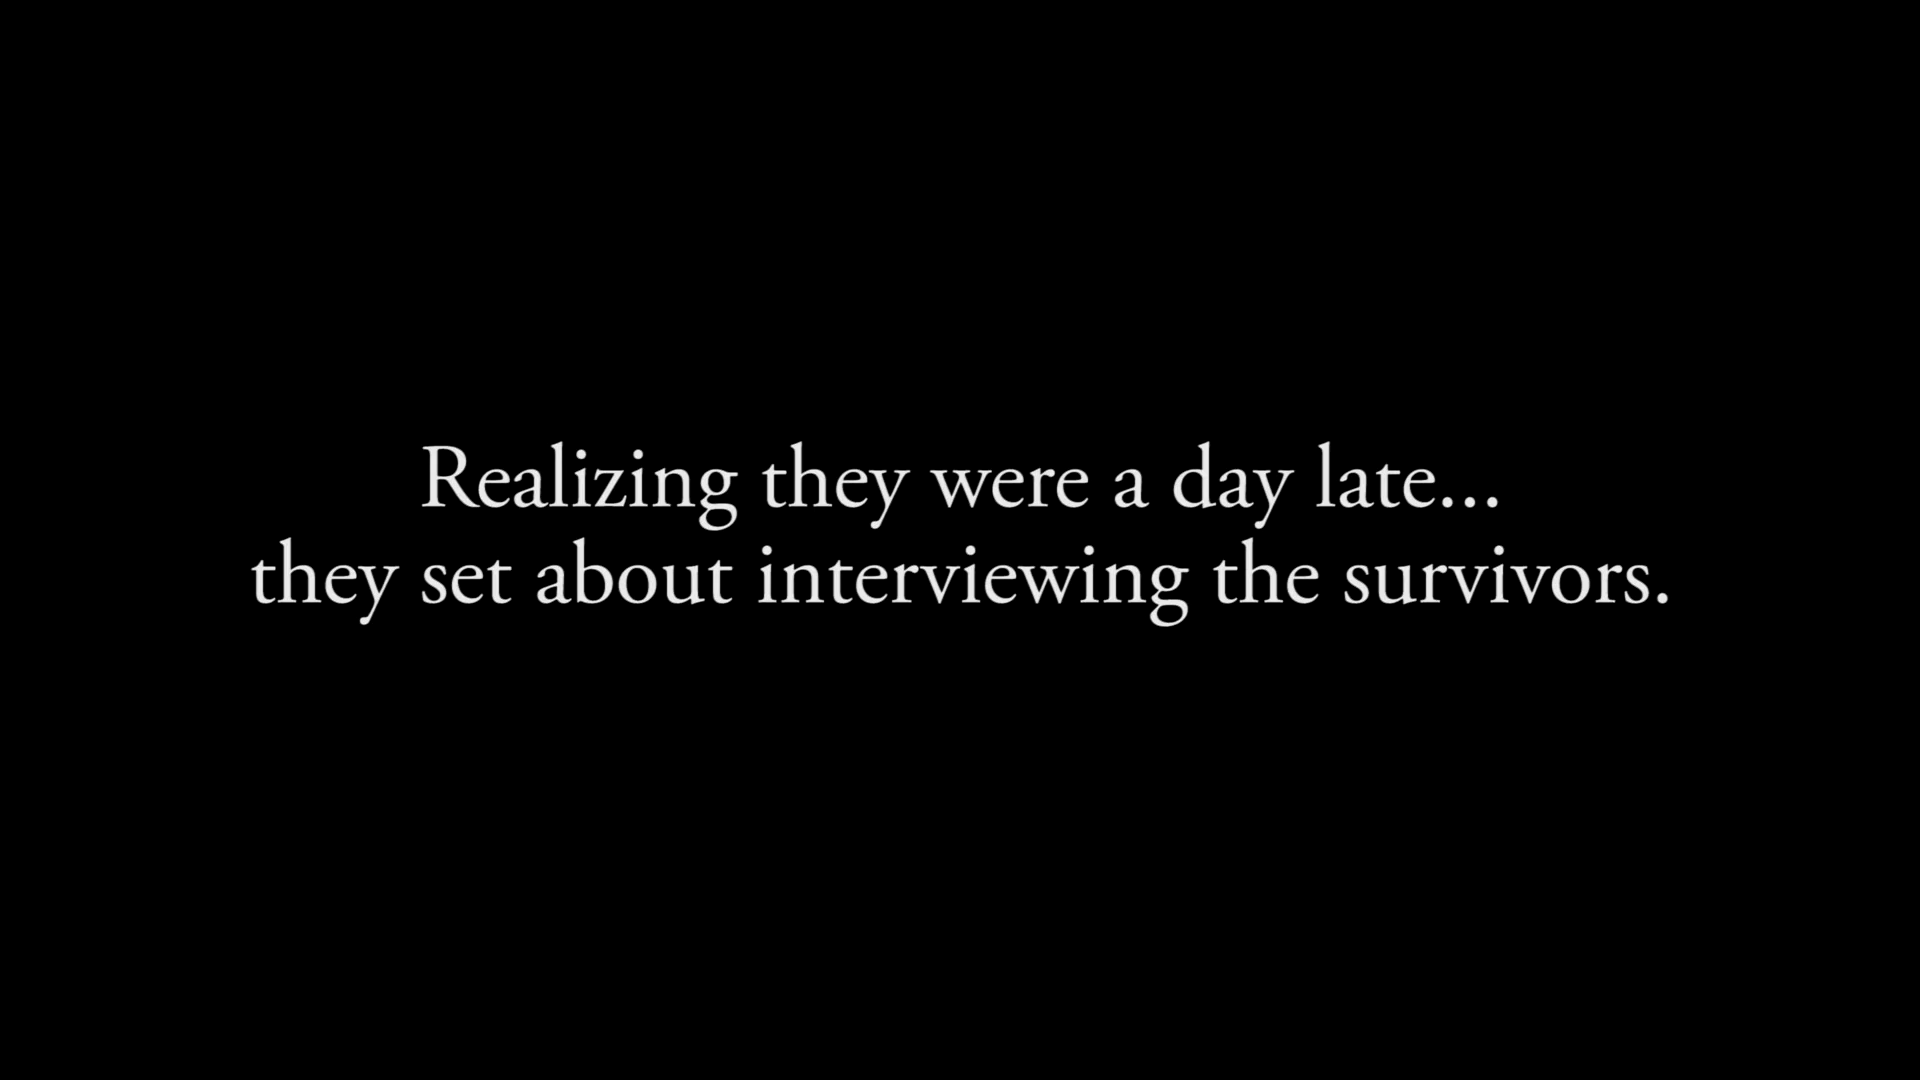 Realizing they were a day late...
they set about interviewing the survivors.